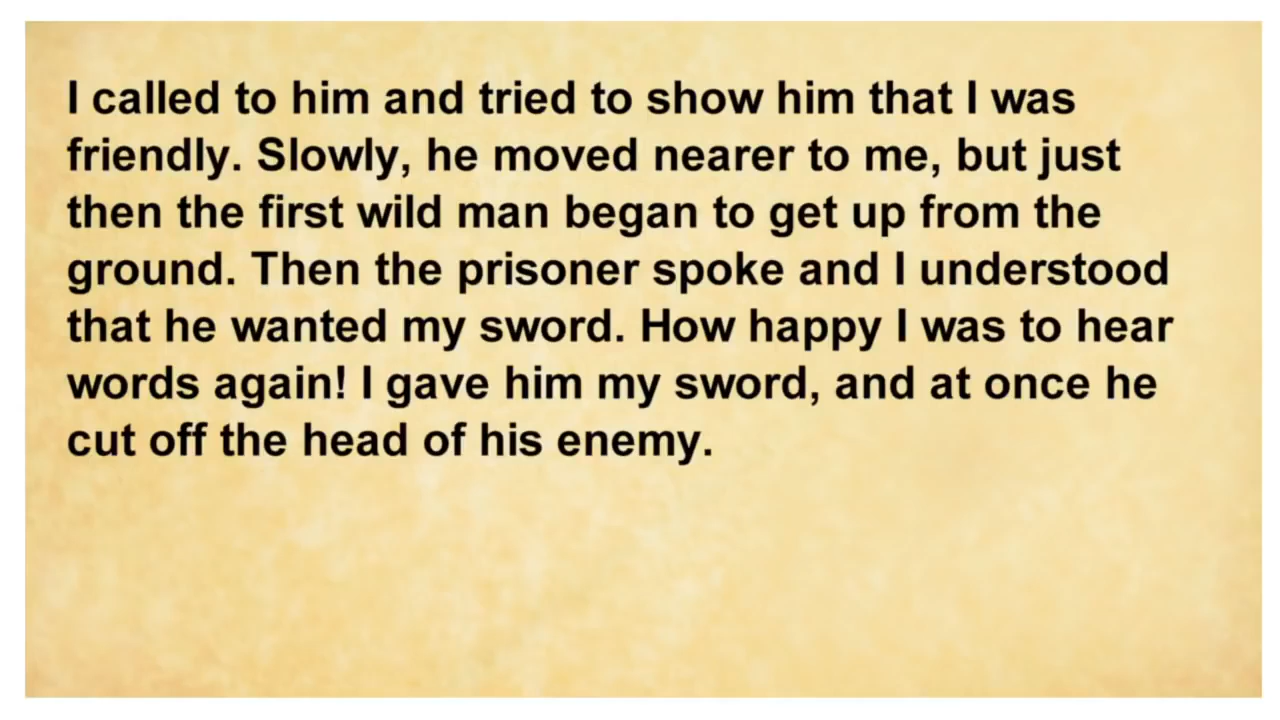 I called to him and tried to show him that I was
friendly. Slowly, he moved nearer to me, but just
then the first wild man began to get up from the
ground. Then the prisoner spoke and I understood
that he wanted my sword. How happy I was to hear
words again! I gave him my sword, and at once he
cut off the head of his enemy.